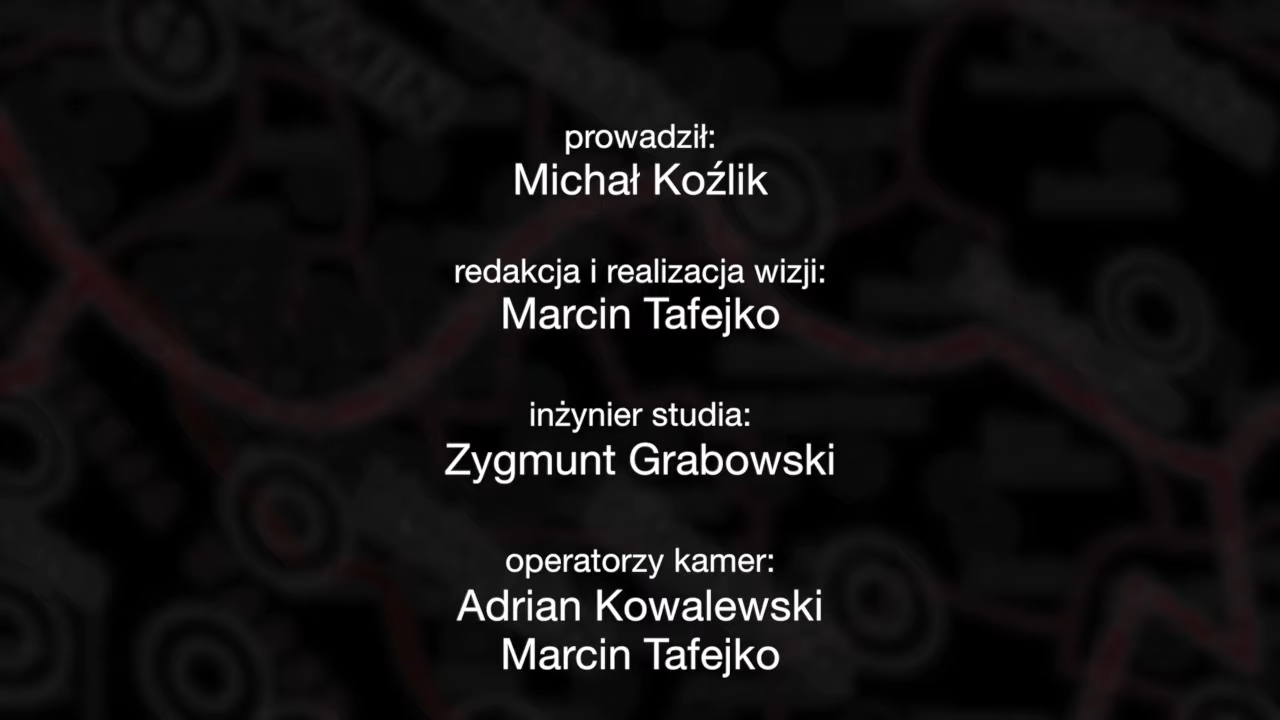 prowadził:
Michał Koźlik
redakcja i realizacja wizji:
Marcin Tafejko
inżynier studia:
Zygmunt Grabowski
operatorzy kamer:
Adrian Kowalewski
Marcin Tafejko